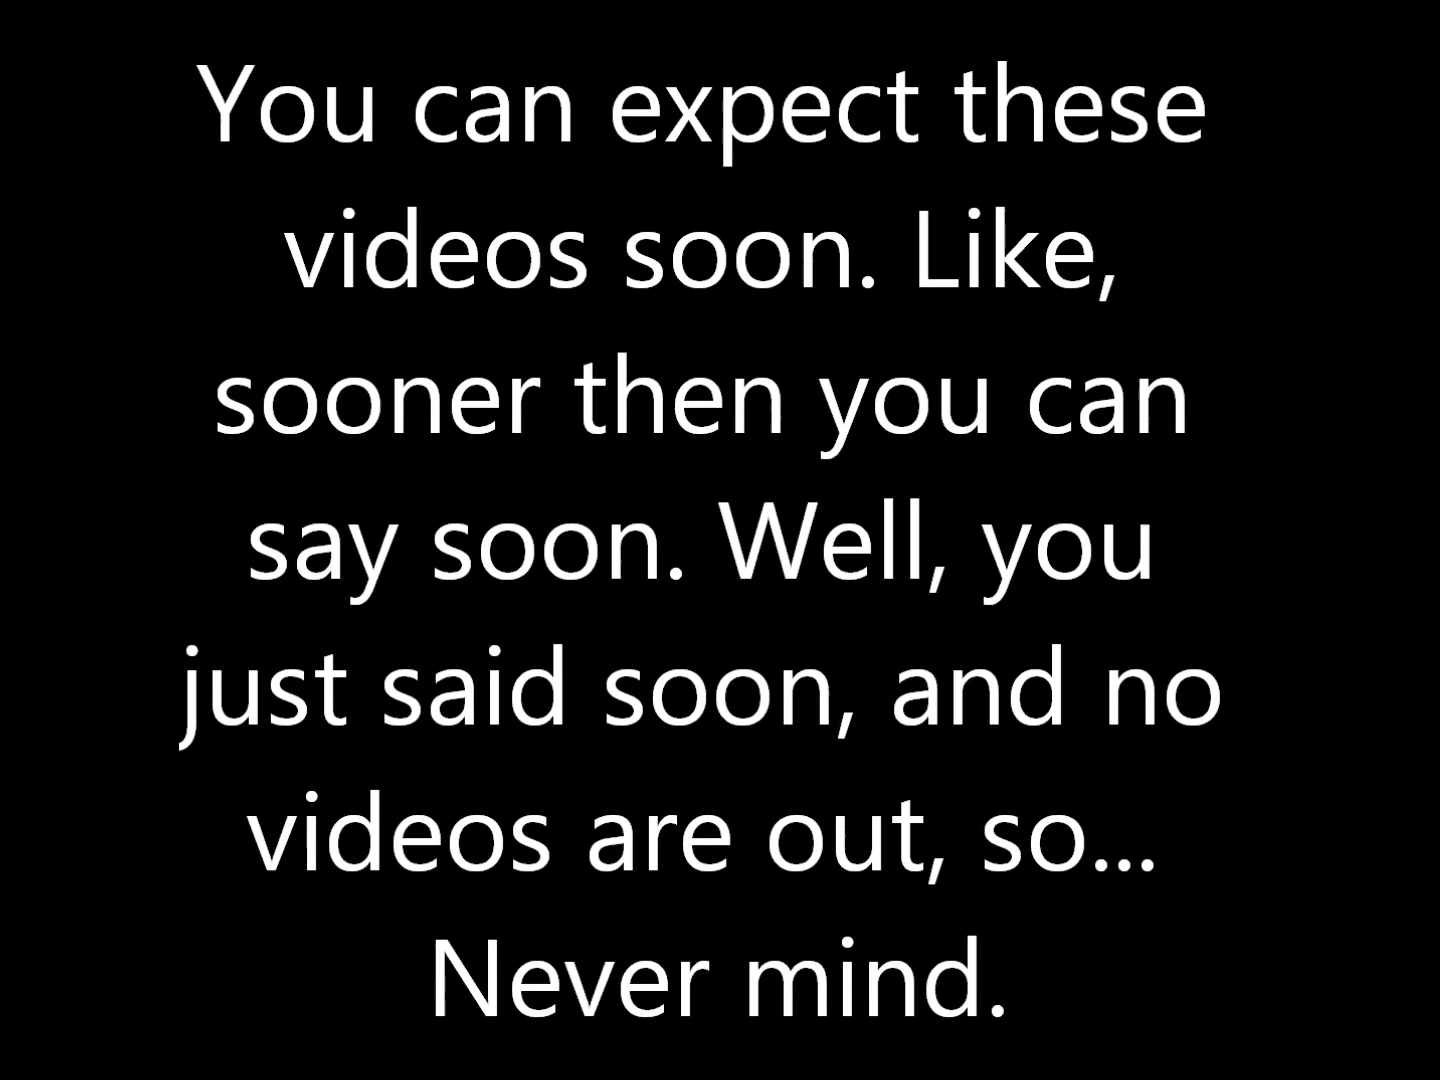 You can expect these
videos soon. Like,
sooner then you can
say soon. Well, you
just said soon, and no
videos are out, so...
Never mind.